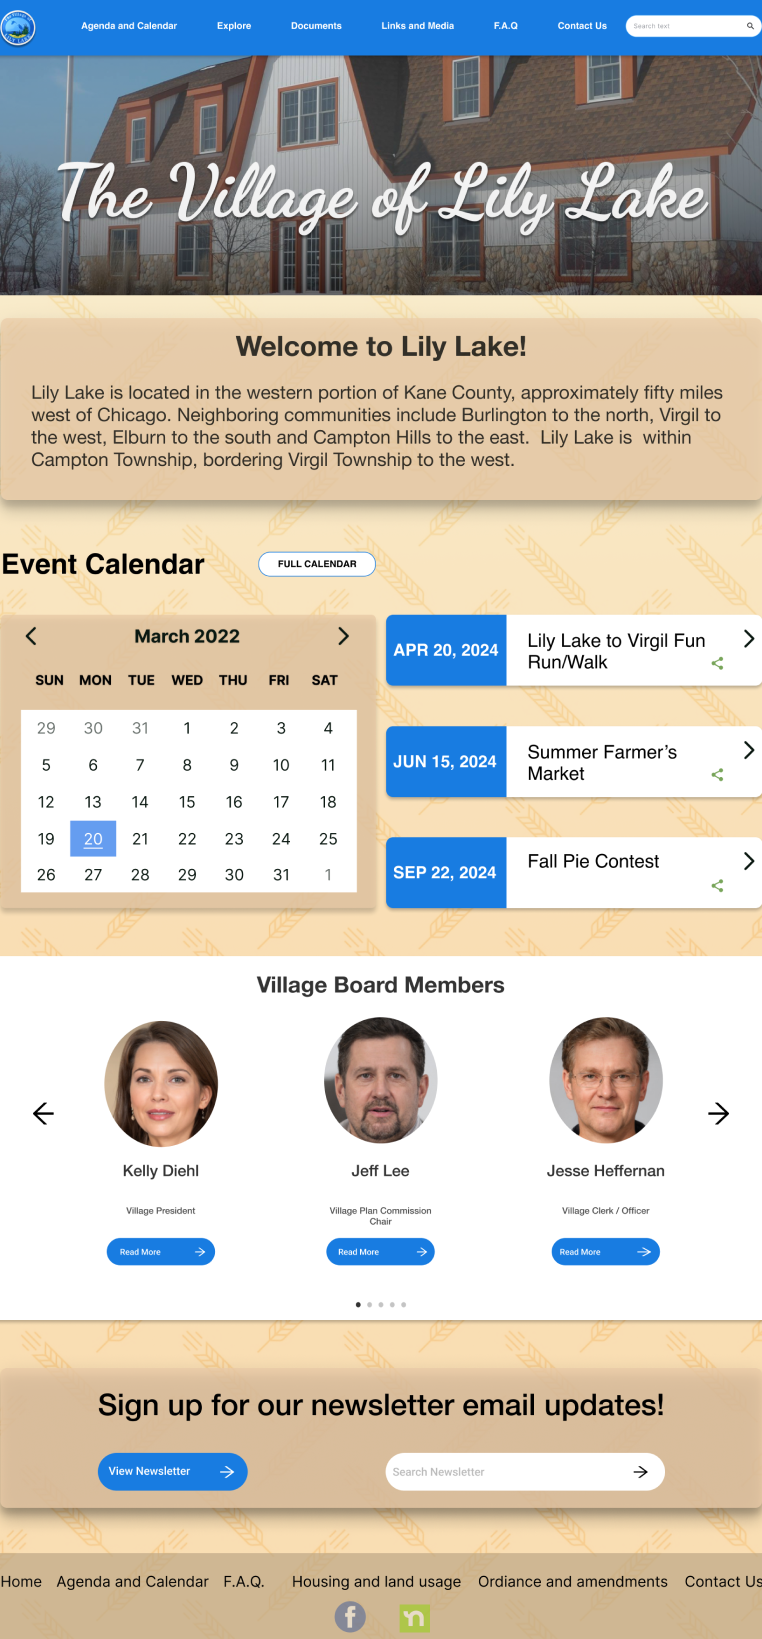 Agenda and Calendar Explore Documents Links and Media F.A.Q Contact Us Search text
The Village of Lily Lake
Welcome to Lily Lake!
Lily Lake is located in the western portion of Kane County, approximately fifty miles
west of Chicago. Neighboring communities include Burlington to the north, Virgil to
the west, Elburn to the south and Campton Hills to the east. Lily Lake is within
Campton Township, bordering Virgil Township to the west.
Event Calendar
FULL CALENDAR
March 2022
SUN MON TUE WED THU FRI SAT
29 30 31 1 2 3 4
5 6 7 8 9 10 11
12 13 14 15 16 17 18
19 20 21 22 23 24 25
26 27 28 29 30 31 1
APR 20, 2024
Lily Lake to Virgil Fun
Run/Walk
JUN 15, 2024
Summer Farmer's
Market
SEP 22, 2024
Fall Pie Contest
Village Board Members
Kelly Diehl
Village President
Read More
Jeff Lee
Village Plan Commission
Chair
Read More
Jesse Heffernan
Village Clerk / Officer
Read More
Sign up for our newsletter email updates!
View Newsletter
Search Newsletter
Home Agenda and Calendar F.A.Q. Housing and land usage Ordiance and amendments Contact Us
f n